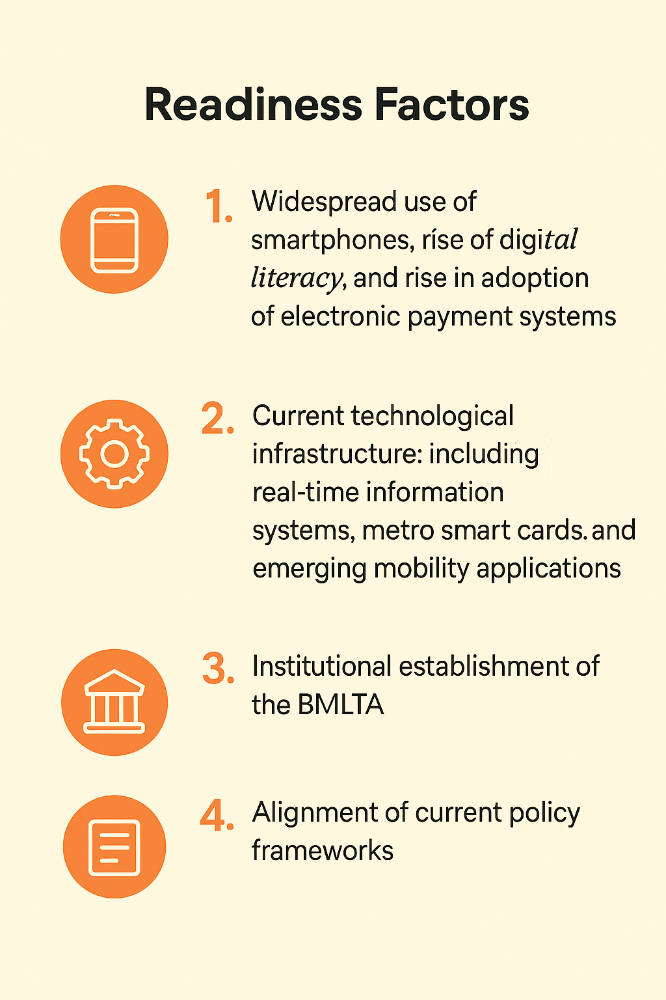 Readiness Factors
1. Widespread use of
smartphones, ríse of digital
literacy, and rise in adoption
of electronic payment systems
2. Current technological
infrastructure: including
real-time information
systems, metro smart cards. and
emerging mobility applications
3. Institutional establishment of
the BMLTA
4. Alignment of current policy
frameworks